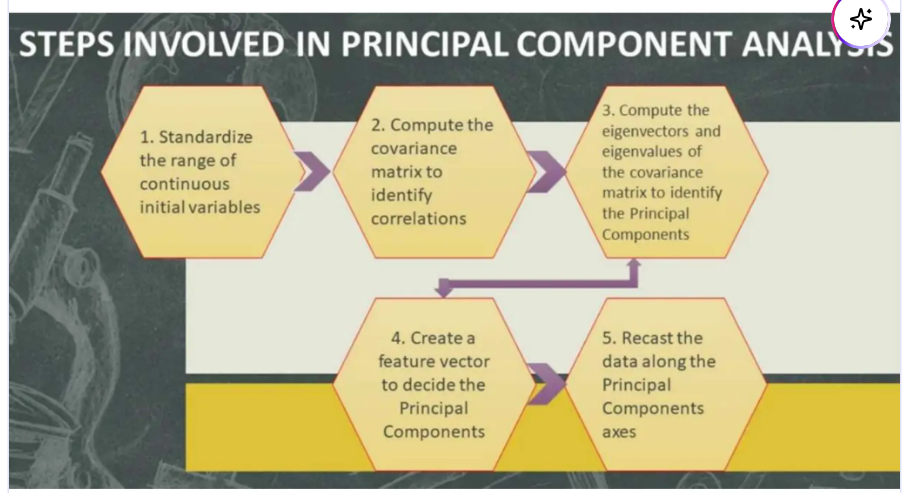 STEPS INVOLVED IN PRINCIPAL COMPONENT ANALYSIS
1. Standardize
the range of
continuous
initial variables
2. Compute the
covariance
matrix to
identify
correlations
3. Compute the
eigenvectors and
eigenvalues of
the covariance
matrix to identify
the Principal
Components
4. Create a
feature vector
to decide the
Principal
Components
5. Recast the
data along the
Principal
Components
axes